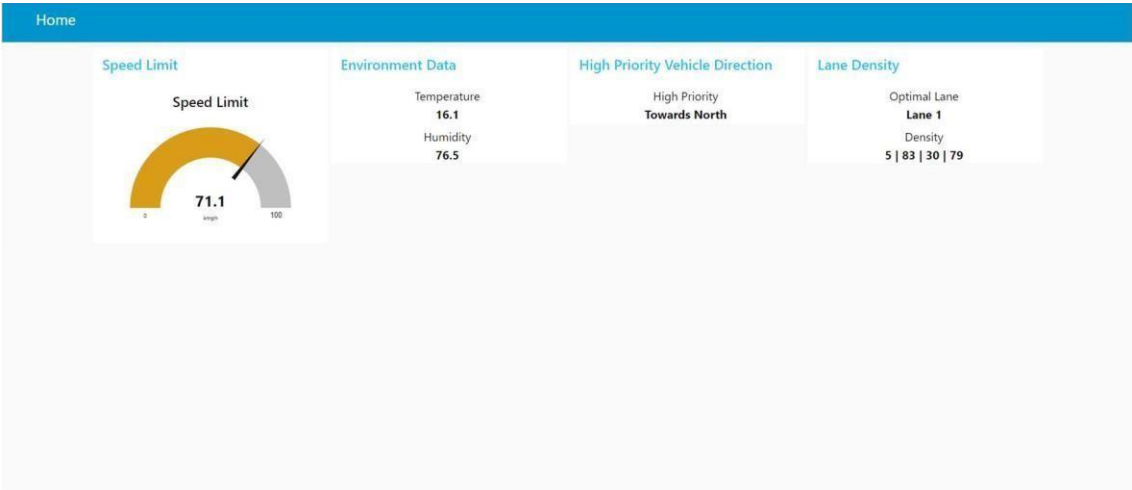 Home
Speed Limit
Speed Limit
71.1
kmph
0
100
Environment Data
Temperature
16.1
Humidity
76.5
High Priority Vehicle Direction
High Priority
Towards North
Lane Density
Optimal Lane
Lane 1
Density
5 | 83 | 30 | 79